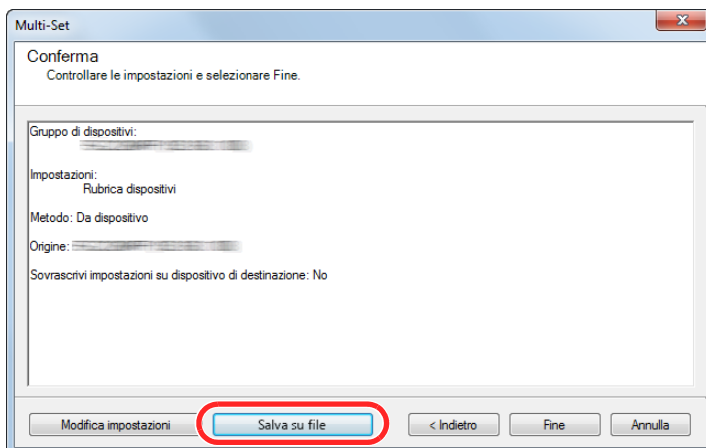 Multi-Set
Conferma
Controllare le impostazioni e selezionare Fine.
Gruppo di dispositivi:
Impostazioni:
Rubrica dispositivi
Metodo: Da dispositivo
Origine:
Sovrascrivi impostazioni su dispositivo di destinazione: No
Modifica impostazioni Salva su file < Indietro Fine Annulla